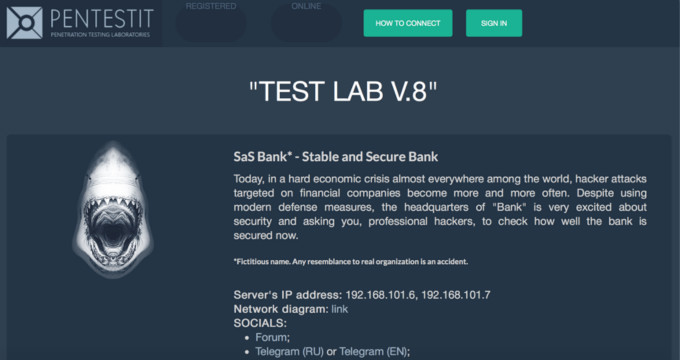 PENTESTIT
PENETRATION TESTING LABORATORIES
REGISTERED
ONLINE
HOW TO CONNECT
SIGN IN
"TEST LAB V.8"
SaS Bank* - Stable and Secure Bank
Today, in a hard economic crisis almost everywhere among the world, hacker attacks
targeted on financial companies become more and more often. Despite using
modern defense measures, the headquarters of "Bank" is very excited about
security and asking you, professional hackers, to check how well the bank is
secured now.
*Fictitious name. Any resemblance to real organization is an accident.
Server's IP address: 192.168.101.6, 192.168.101.7
Network diagram: link
SOCIALS:
• Forum;
• Telegram (RU) or Telegram (EN);